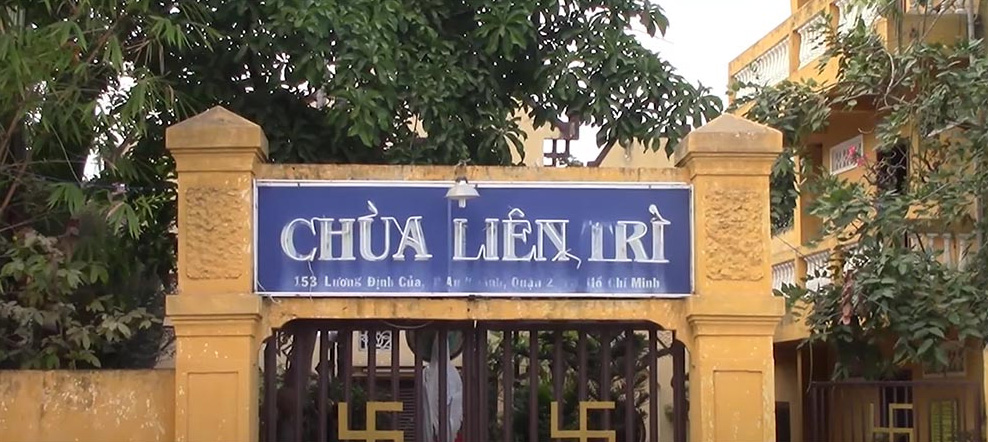 CHÙA LIÊN TRÌ
153 Lương Định Của, Quận 2 Hồ Chí Minh